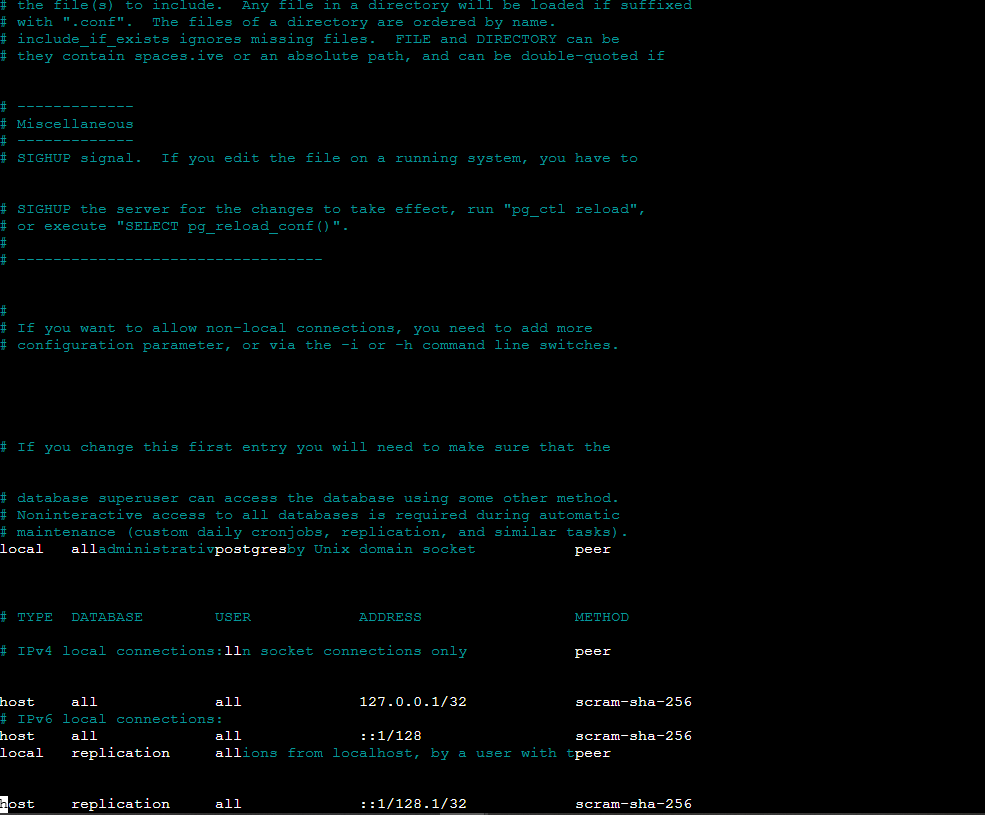 # the file(s) to include.  Any file in a directory will be loaded if suffixed
# with ".conf".  The files of a directory are ordered by name.
# include_if_exists ignores missing files.  FILE and DIRECTORY can be
# they contain spaces.ive or an absolute path, and can be double-quoted if
# -------------
# Miscellaneous
# -------------
# SIGHUP signal.  If you edit the file on a running system, you have to
# SIGHUP the server for the changes to take effect, run "pg_ctl reload",
# or execute "SELECT pg_reload_conf()".
#
# ----------------------------------
#
# If you want to allow non-local connections, you need to add more
# configuration parameter, or via the -i or -h command line switches.
# If you change this first entry you will need to make sure that the
# database superuser can access the database using some other method.
# Noninteractive access to all databases is required during automatic
# maintenance (custom daily cronjobs, replication, and similar tasks).
local   alladministrativpostgresby Unix domain socket           peer
# TYPE  DATABASE        USER            ADDRESS                 METHOD
# IPv4 local connections:lln socket connections only            peer
host    all             all             127.0.0.1/32            scram-sha-256
# IPv6 local connections:
host    all             all             ::1/128                 scram-sha-256
local   replication     allions from localhost, by a user with tpeer
host    replication     all             ::1/128.1/32            scram-sha-256